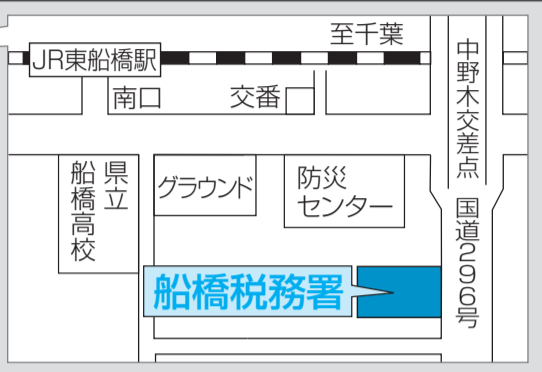 至千葉
JR東船橋駅
南口
交番
中野木交差点
県立
船橋高校
グラウンド
防災
センター
国道296号
船橋税務署